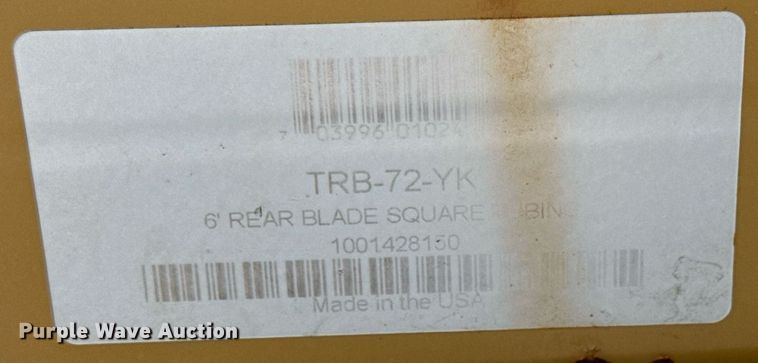 7 03996 01024
TRB-72-YK
6' REAR BLADE SQUARE
1001428150
Made in the USA
Purple Wave Auction